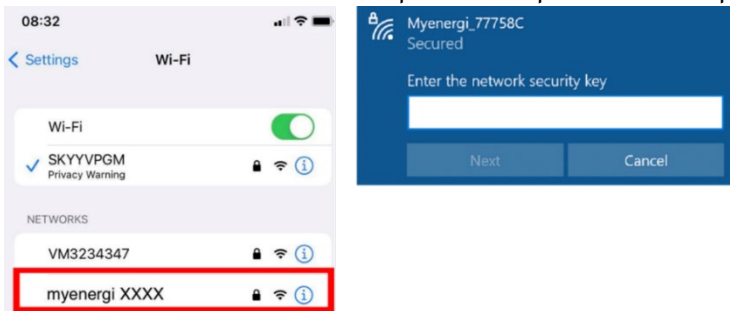 08:32
Settings Wi-Fi
Wi-Fi
SKYYVPGM
Privacy Warning
NETWORKS
VM3234347
myenergi XXXX
Myenergi_77758C
Secured
Enter the network security key
Next Cancel